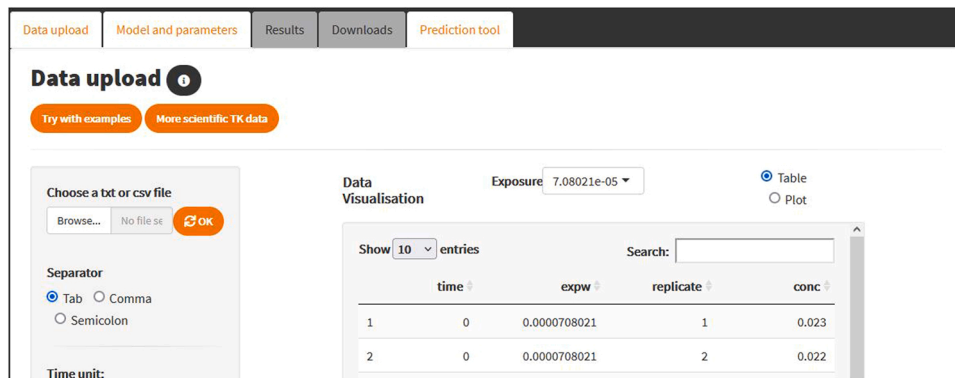 Data upload Model and parameters Results Downloads Prediction tool
Data upload
Try with examples More scientific TK data
Choose a txt or csv file
Browse... No file se OK
Separator
Tab Comma
Semicolon
Time unit:
Data
Visualisation
Exposure 7.08021e-05
Table
Plot
Show 10 entries Search:
time expw replicate conc
1 0 0.0000708021 1 0.023
2 0 0.0000708021 2 0.022